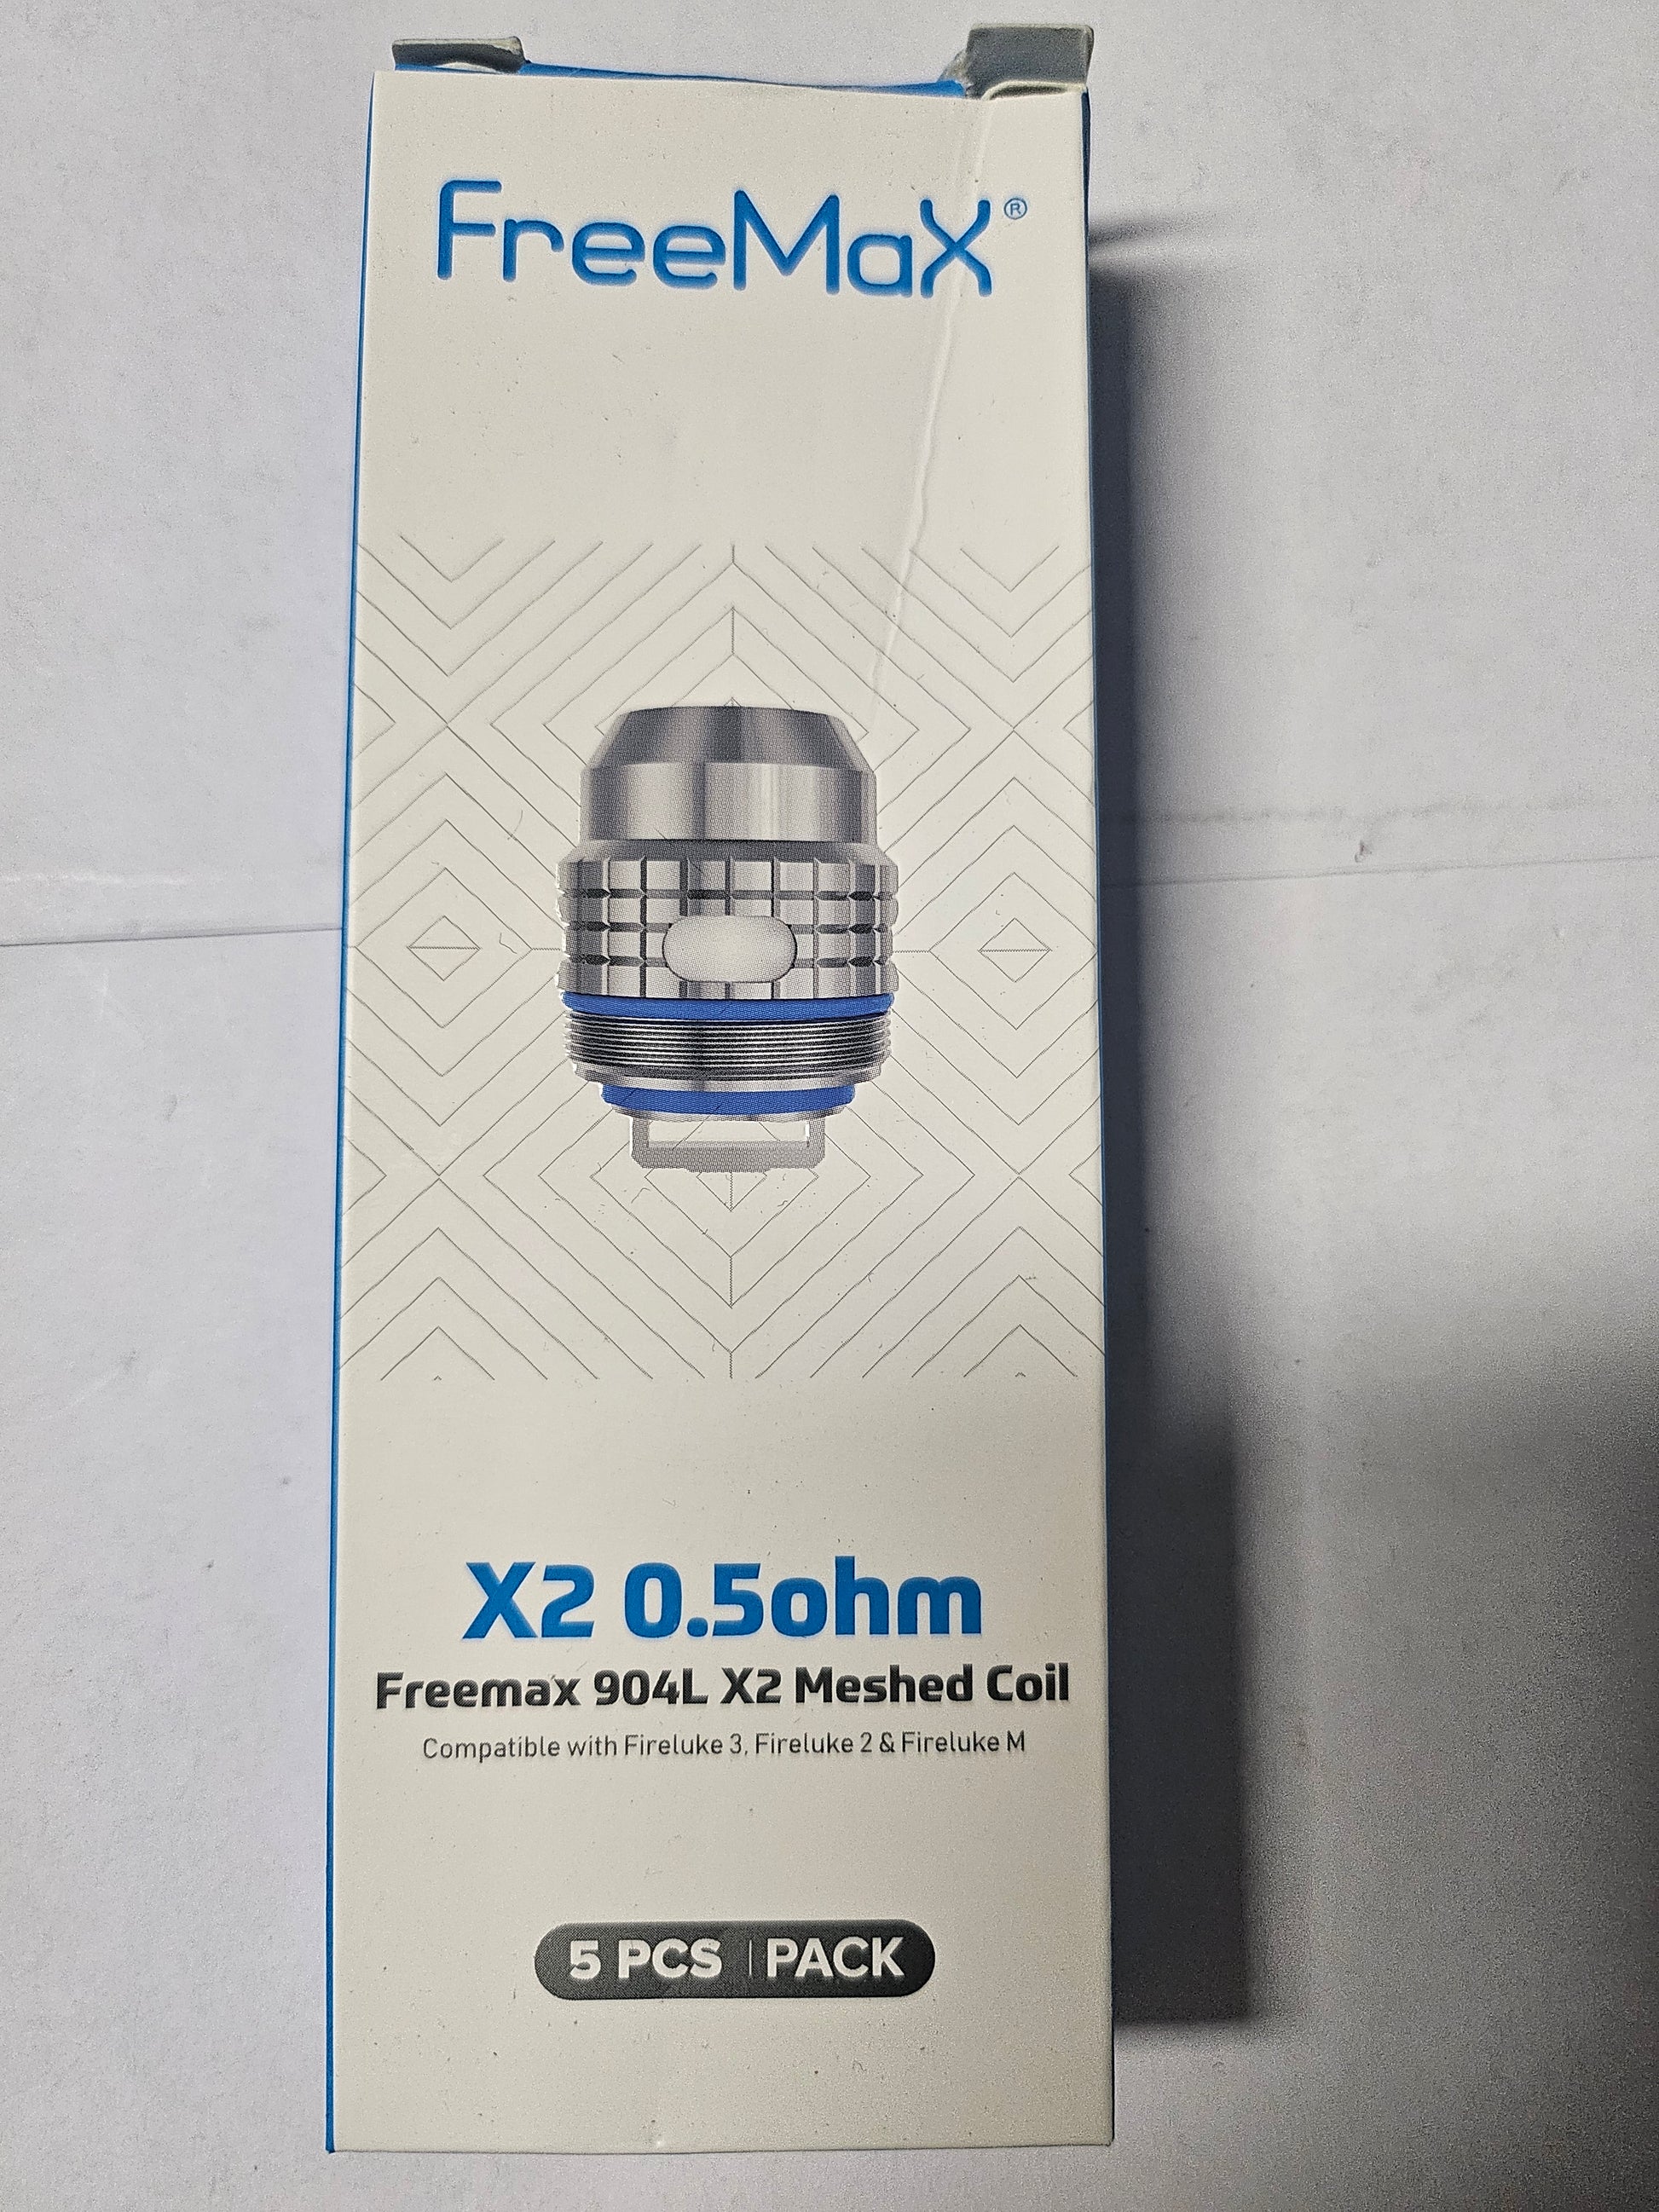 FreeMaX®
X2 0.5ohm
Freemax 904L X2 Meshed Coil
Compatible with Fireluke 3, Fireluke 2 & Fireluke M
5 PCS | PACK